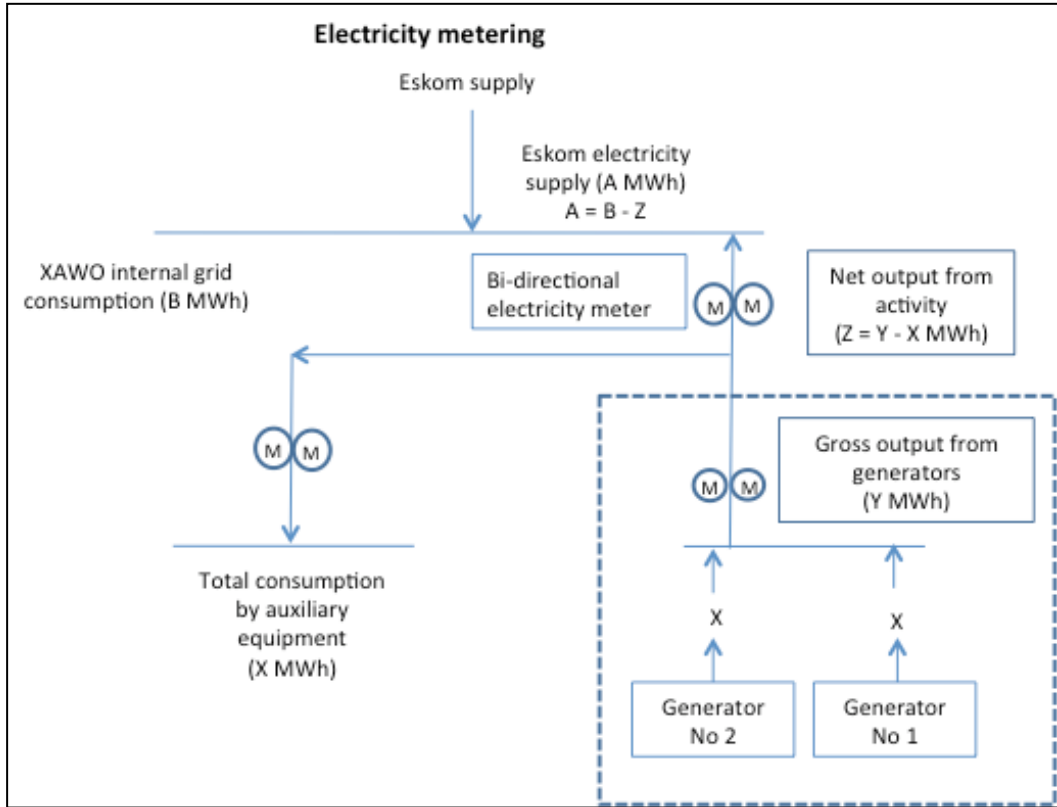 Electricity metering
Eskom supply
Eskom electricity
supply (A MWh)
A = B - Z
XAWO internal grid
consumption (B MWh)
Bi-directional
electricity meter
M M
Net output from
activity
(Z = Y - X MWh)
M M
M M
Gross output from
generators
(Y MWh)
Total consumption
by auxiliary
equipment
(X MWh)
X
X
Generator
No 2
Generator
No 1